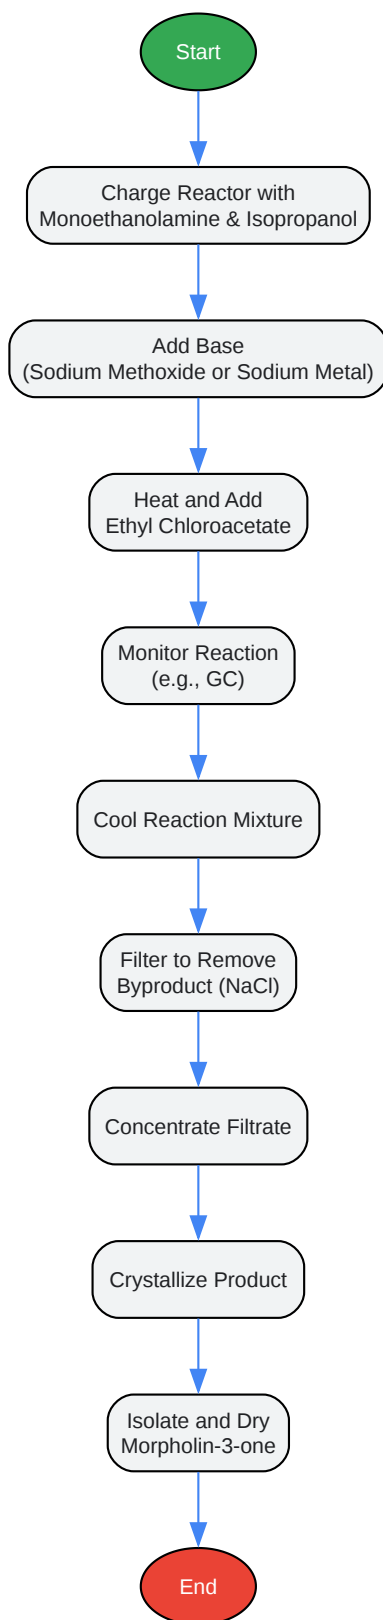 Start
Charge Reactor with
Monoethanolamine & Isopropanol
Add Base
(Sodium Methoxide or Sodium Metal)
Heat and Add
Ethyl Chloroacetate
Monitor Reaction
(e.g., GC)
Cool Reaction Mixture
Filter to Remove
Byproduct (NaCl)
Concentrate Filtrate
Crystallize Product
Isolate and Dry
Morpholin-3-one
End